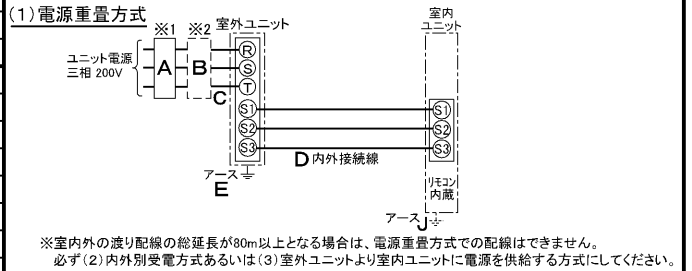 (1)電源重畳方式
※1 ※2 室外ユニット
室内
ユニット
ユニット電源
三相 200V
A
B
C
R
S
T
S1
S2
S3
S1
S2
S3
D 内外接続線
アース
E
リモコン
内蔵
アース J
※室内外の渡り配線の総延長が80m以上となる場合は、電源重畳方式での配線はできません。
必ず(2)内外別受電方式あるいは(3)室外ユニットより室内ユニットに電源を供給する方式にしてください。